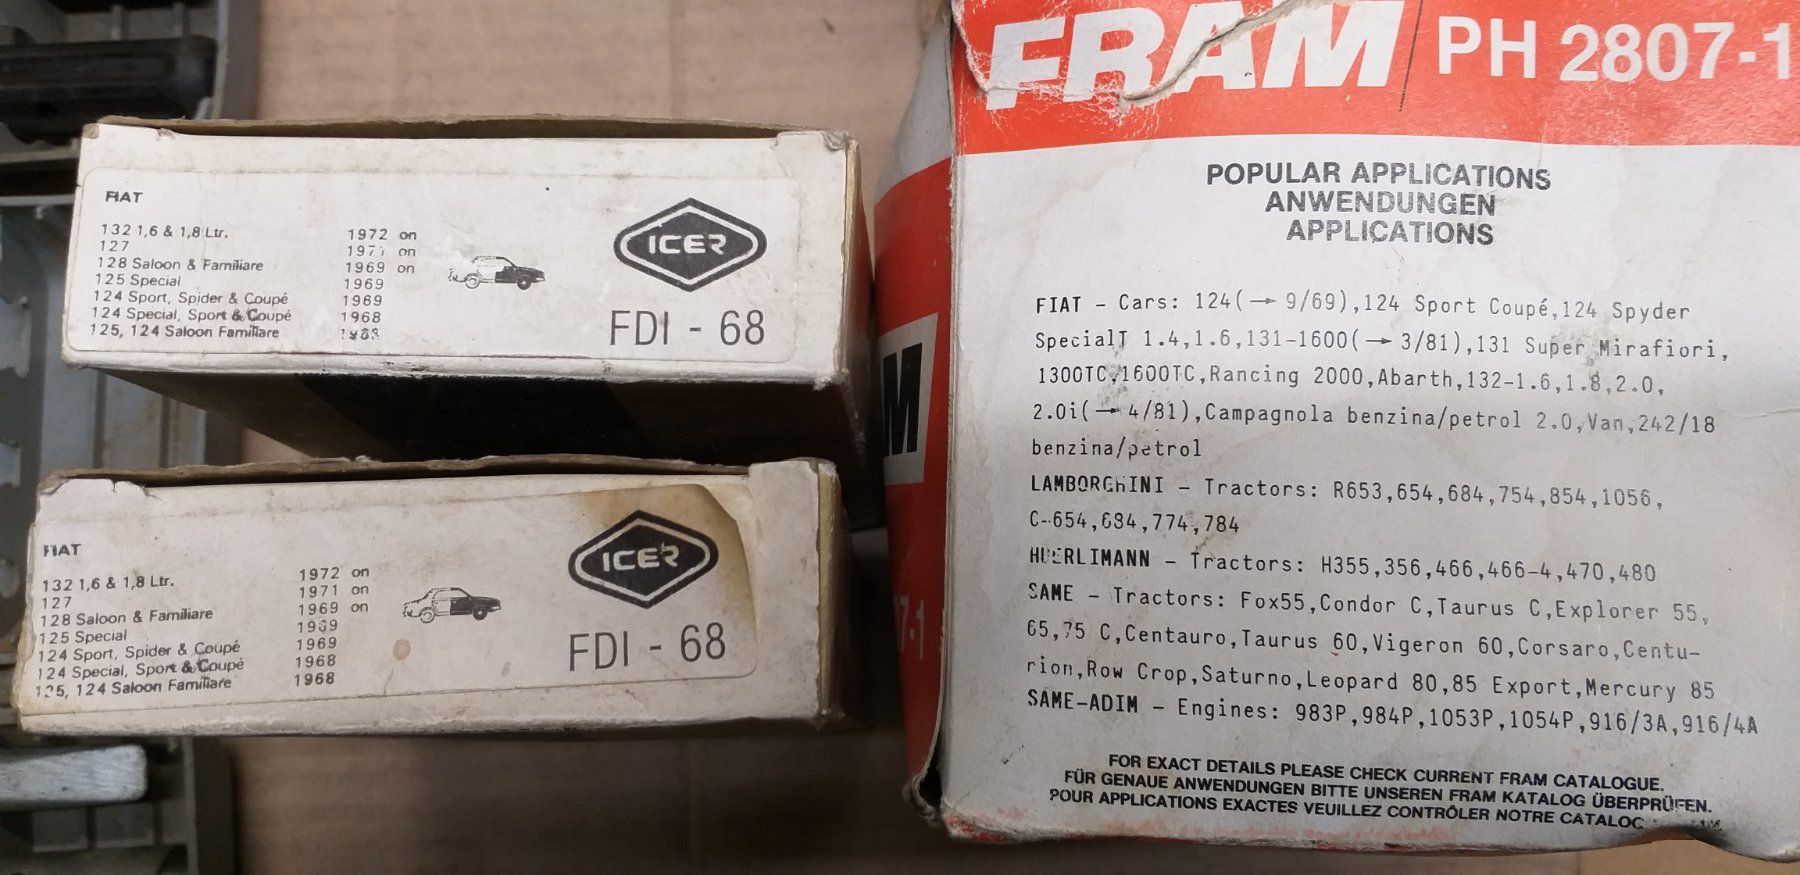 FIAT
132 1,6 & 1,8 Ltr. 1972 on
127 1971 on
128 Saloon & Familiare 1969 on
125 Special 1969
124 Sport, Spider & Coupé 1969
124 Special, Sport & Coupé 1968
125, 124 Saloon Familiare 1968
ICER
FDI - 68
FIAT
132 1,6 & 1,8 Ltr. 1972 on
127 1971 on
128 Saloon & Familiare 1969 on
125 Special 1969
124 Sport, Spider & Coupé 1969
124 Special, Sport & Coupé 1968
125, 124 Saloon Familiare 1968
ICER
FDI - 68
FRAM PH 2807-1
POPULAR APPLICATIONS
ANWENDUNGEN
APPLICATIONS
FIAT - Cars: 124(→ 9/69),124 Sport Coupé,124 Spyder
SpecialT 1.4,1.6,131-1600(→ 3/81),131 Super Mirafiori,
1300TC,1600TC,Rancing 2000,Abarth,132-1.6,1.8,2.0,
2.0i(→ 4/81),Campagnola benzina/petrol 2.0,Van,242/18
benzina/petrol
LAMBORGHINI - Tractors: R653,654,684,754,854,1056,
C-654,684,774,784
HUERLIMANN - Tractors: H355,356,466,466-4,470,480
SAME - Tractors: Fox55,Condor C,Taurus C,Explorer 55,
65,75 C,Centauro,Taurus 60,Vigeron 60,Corsaro,Centu-
rion,Row Crop,Saturno,Leopard 80,85 Export,Mercury 85
SAME-ADIM - Engines: 983P,984P,1053P,1054P,916/3A,916/4A
FOR EXACT DETAILS PLEASE CHECK CURRENT FRAM CATALOGUE.
FÜR GENAUE ANWENDUNGEN BITTE UNSEREN FRAM KATALOG ÜBERPRÜFEN.
POUR APPLICATIONS EXACTES VEUILLEZ CONTRÔLER NOTRE CATALOG